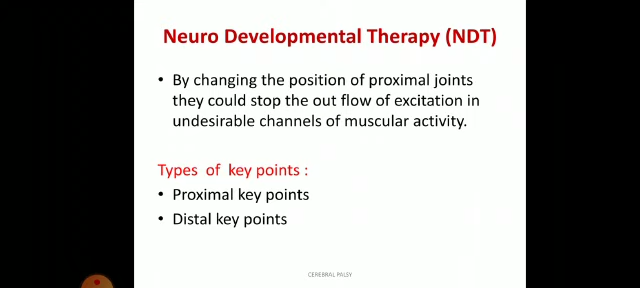 Neuro Developmental Therapy (NDT)
• By changing the position of proximal joints
they could stop the out flow of excitation in
undesirable channels of muscular activity.
Types of key points :
• Proximal key points
• Distal key points
CEREBRAL PALSY